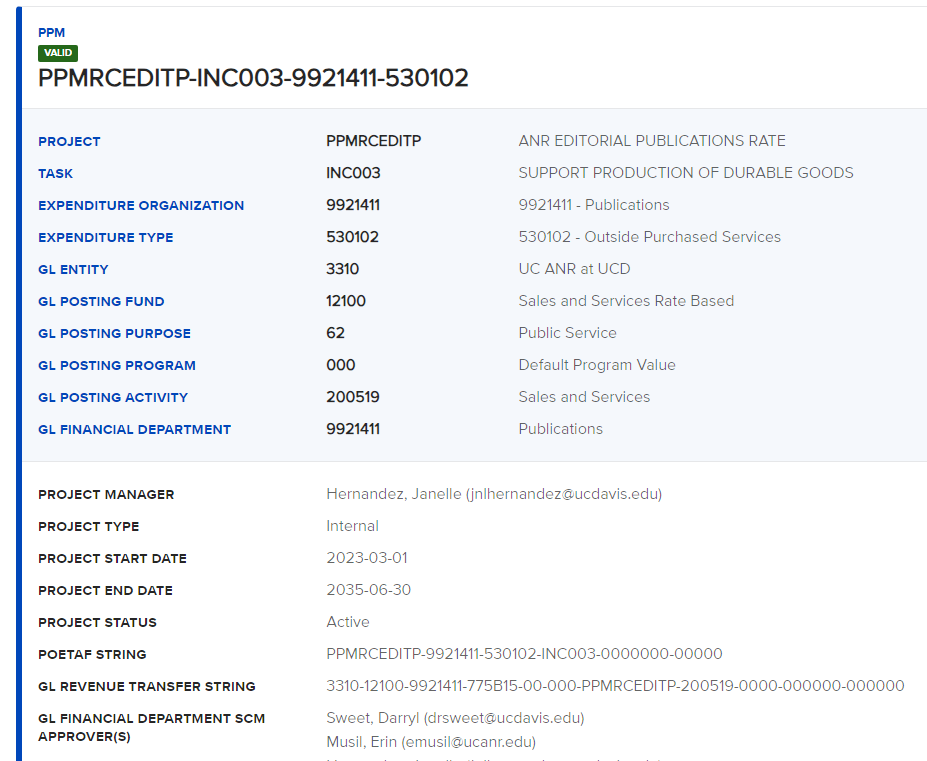 PPM
VALID
PPMRCEDITP-INC003-9921411-530102
PROJECT PPMRCEDITP ANR EDITORIAL PUBLICATIONS RATE
TASK INC003 SUPPORT PRODUCTION OF DURABLE GOODS
EXPENDITURE ORGANIZATION 9921411 9921411 - Publications
EXPENDITURE TYPE 530102 530102 - Outside Purchased Services
GL ENTITY 3310 UC ANR at UCD
GL POSTING FUND 12100 Sales and Services Rate Based
GL POSTING PURPOSE 62 Public Service
GL POSTING PROGRAM 000 Default Program Value
GL POSTING ACTIVITY 200519 Sales and Services
GL FINANCIAL DEPARTMENT 9921411 Publications
PROJECT MANAGER Hernandez, Janelle (jnlhernandez@ucdavis.edu)
PROJECT TYPE Internal
PROJECT START DATE 2023-03-01
PROJECT END DATE 2035-06-30
PROJECT STATUS Active
POETAF STRING PPMRCEDITP-9921411-530102-INC003-0000000-00000
GL REVENUE TRANSFER STRING 3310-12100-9921411-775B15-00-000-PPMRCEDITP-200519-0000-000000-000000
GL FINANCIAL DEPARTMENT SCM Sweet, Darryl (drsweet@ucdavis.edu)
APPROVER(S) Musil, Erin (emusil@ucanr.edu)